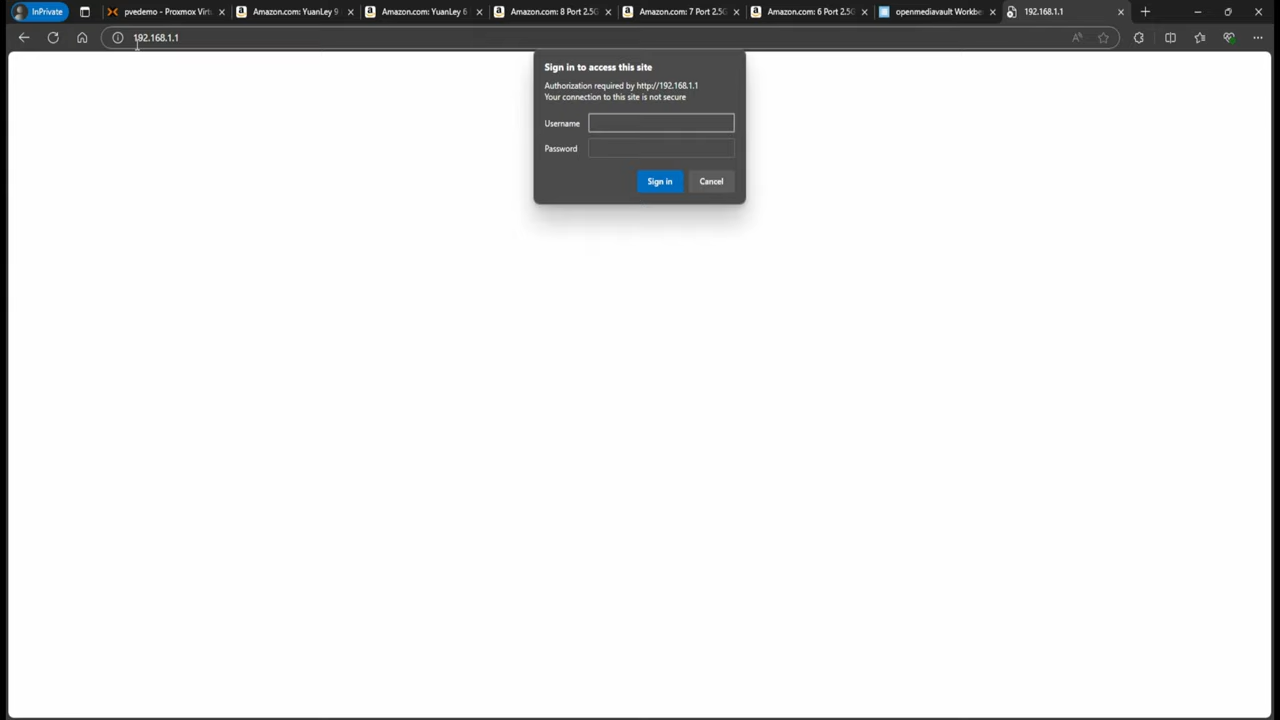 InPrivate
pvedemo - Proxmox Virtu
Amazon.com: YuanLey 9
Amazon.com: YuanLey 6
Amazon.com: 8 Port 2.5G
Amazon.com: 7 Port 2.5G
Amazon.com: 6 Port 2.5G
openmediavault Workbe
192.168.1.1
192.168.1.1
Sign in to access this site
Authorization required by http://192.168.1.1
Your connection to this site is not secure
Username
Password
Sign in
Cancel